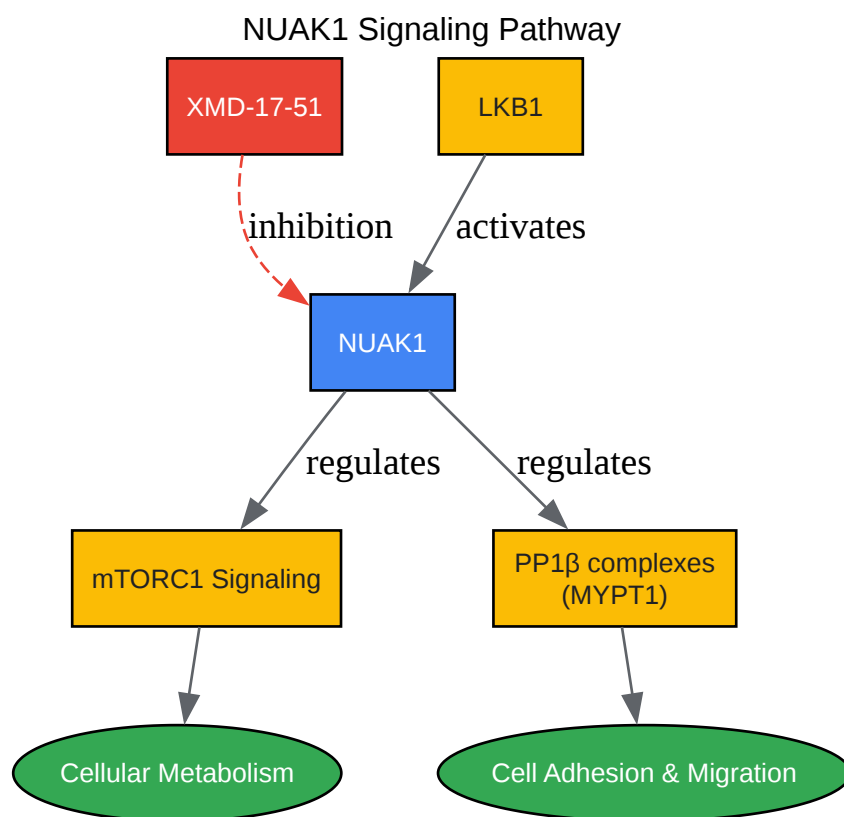 NUAK1 Signaling Pathway
XMD-17-51
LKB1
inhibition
activates
NUAK1
regulates
regulates
mTORC1 Signaling
PP1β complexes
(MYPT1)
Cellular Metabolism
Cell Adhesion & Migration